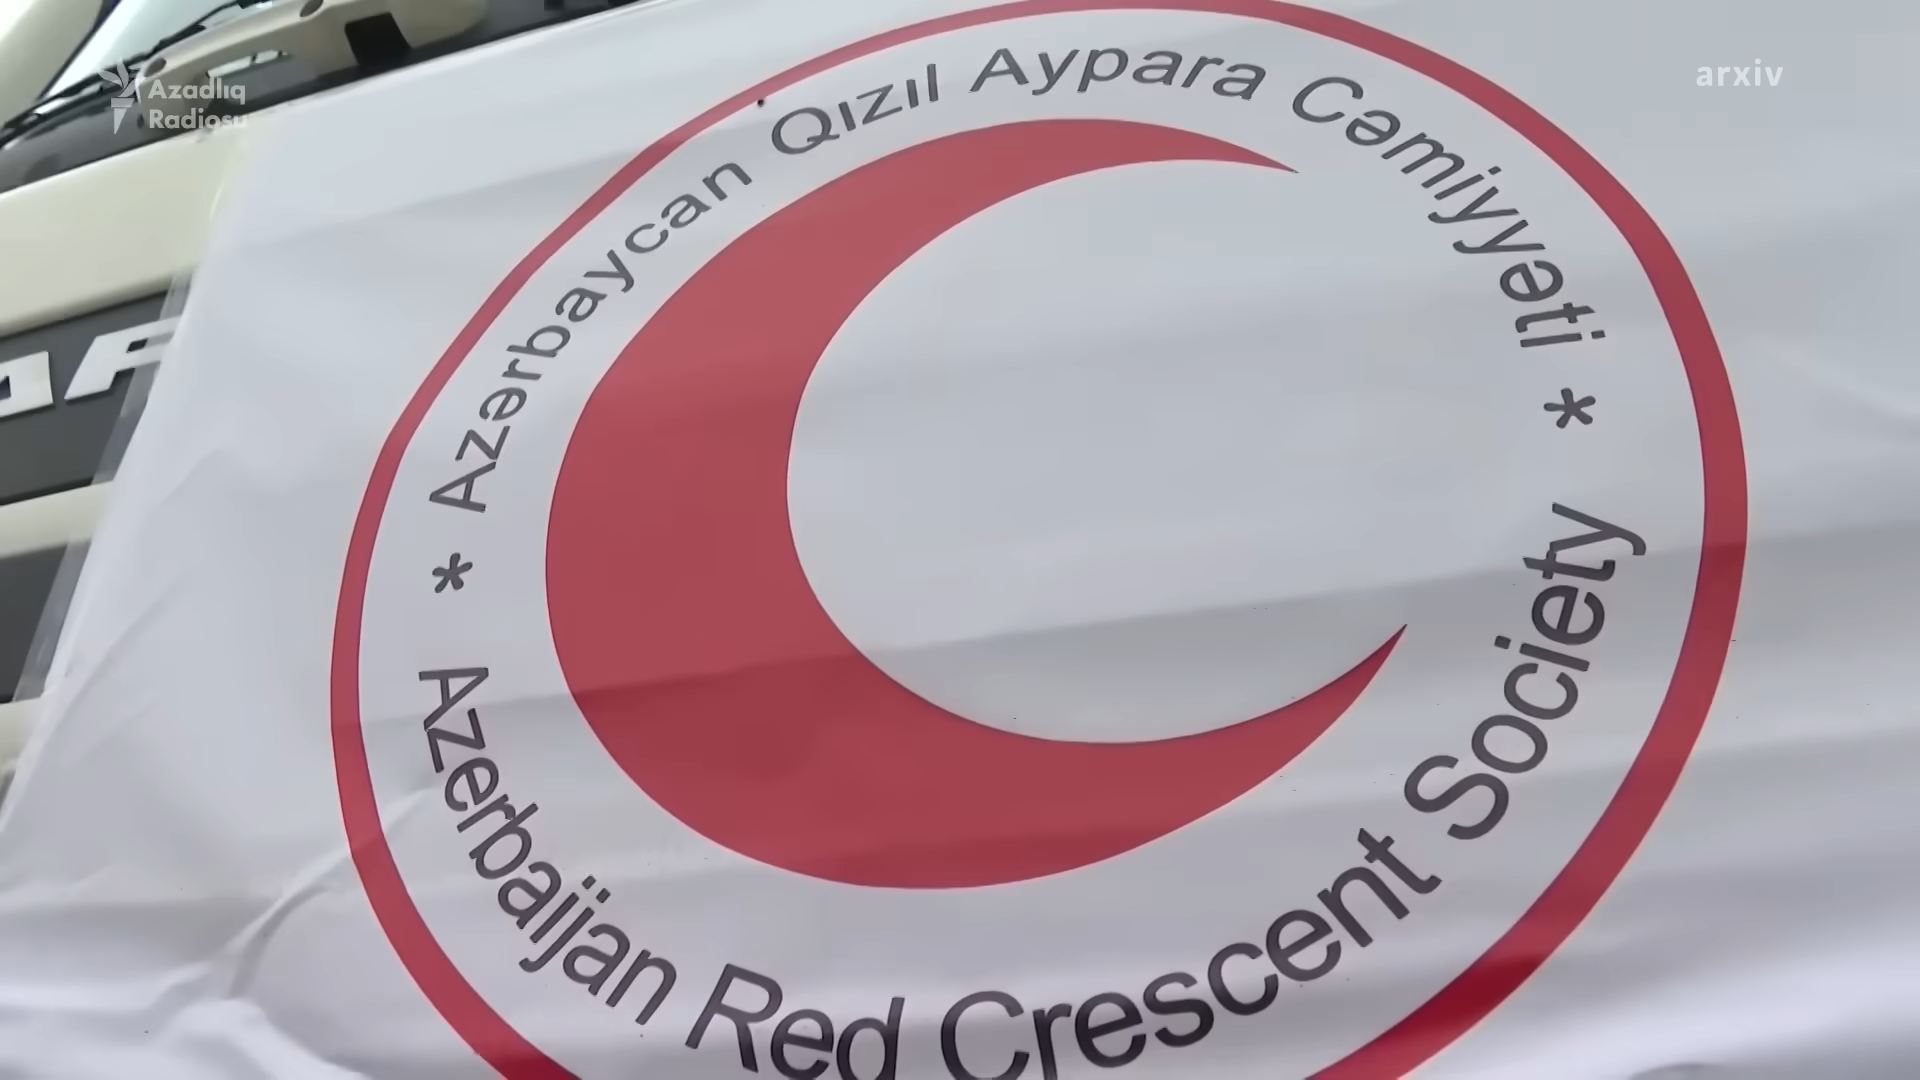 Azadlıq
Radiosu
arxiv
* Azərbaycan Qızıl Aypara Cəmiyyəti *
Azerbaijan Red Crescent Society